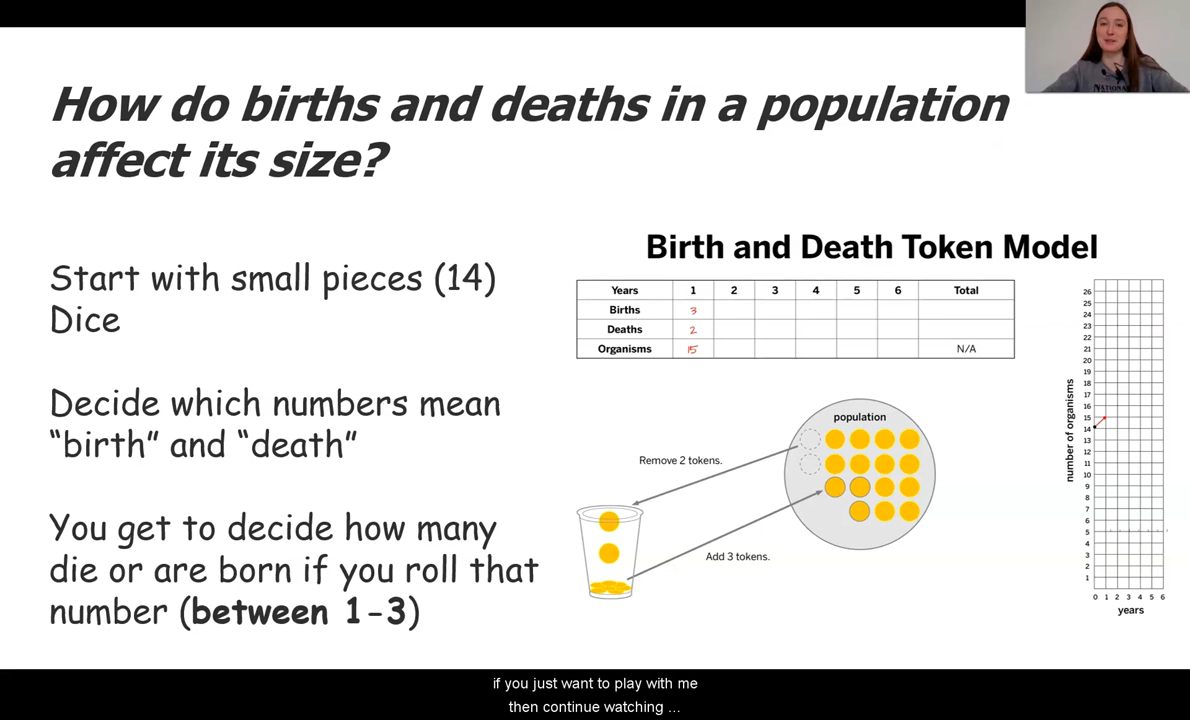 How do births and deaths in a population
affect its size?
Start with small pieces (14)
Dice
Decide which numbers mean
“birth” and “death”
You get to decide how many
die or are born if you roll that
number (between 1-3)
Birth and Death Token Model
Years 1 2 3 4 5 6 Total
Births 3
Deaths 2
Organisms 15 N/A
population
Remove 2 tokens.
Add 3 tokens.
number of organisms
26
25
24
23
22
21
20
19
18
17
16
15
14
13
12
11
10
9
8
7
6
5
4
3
2
1
0 1 2 3 4 5 6
years
if you just want to play with me
then continue watching ...